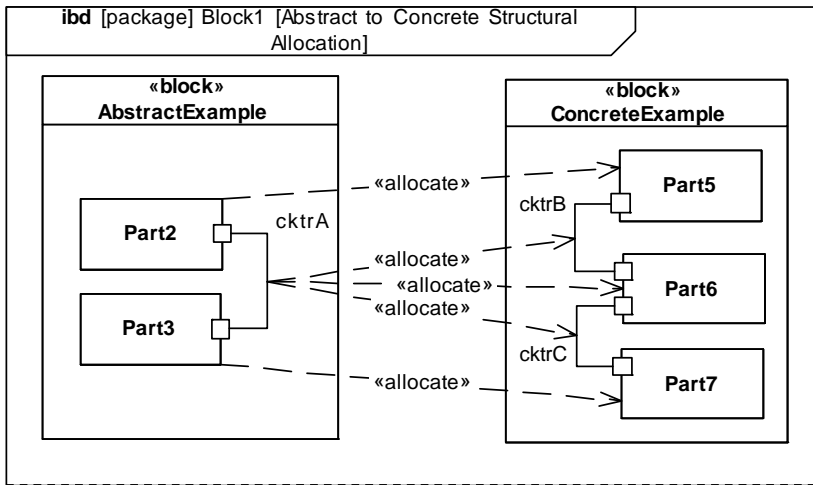 ibd [package] Block1 [Abstract to Concrete Structural
Allocation]
«block»
AbstractExample
«block»
ConcreteExample
«allocate»
Part5
cktrB
cktrA
Part2
«allocate»
«allocate»
Part6
«allocate»
Part3
cktrC
«allocate»
Part7